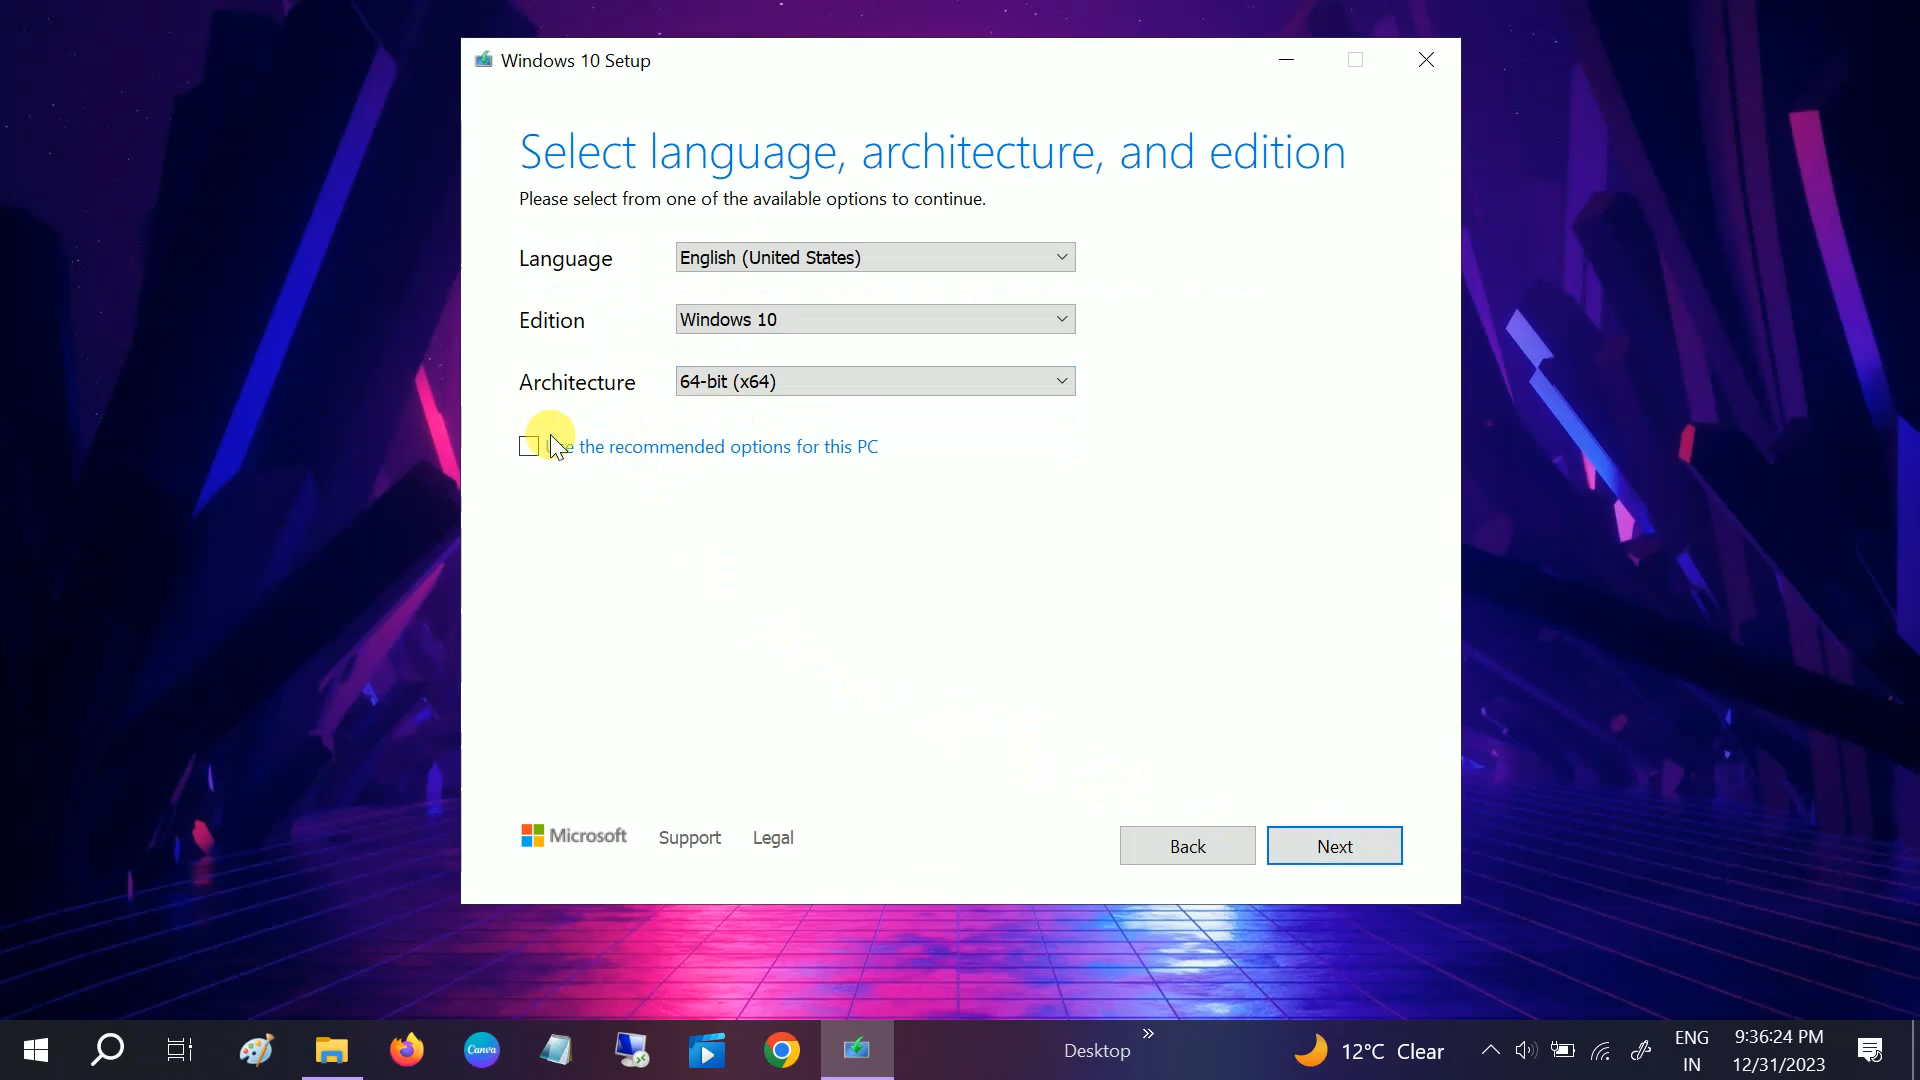 Windows 10 Setup
Select language, architecture, and edition
Please select from one of the available options to continue.
Language
English (United States)
Edition
Windows 10
Architecture
64-bit (x64)
the recommended options for this PC
Microsoft
Support
Legal
Back
Next
Canva
Desktop
12°C Clear
ENG
IN
9:36:24 PM
12/31/2023